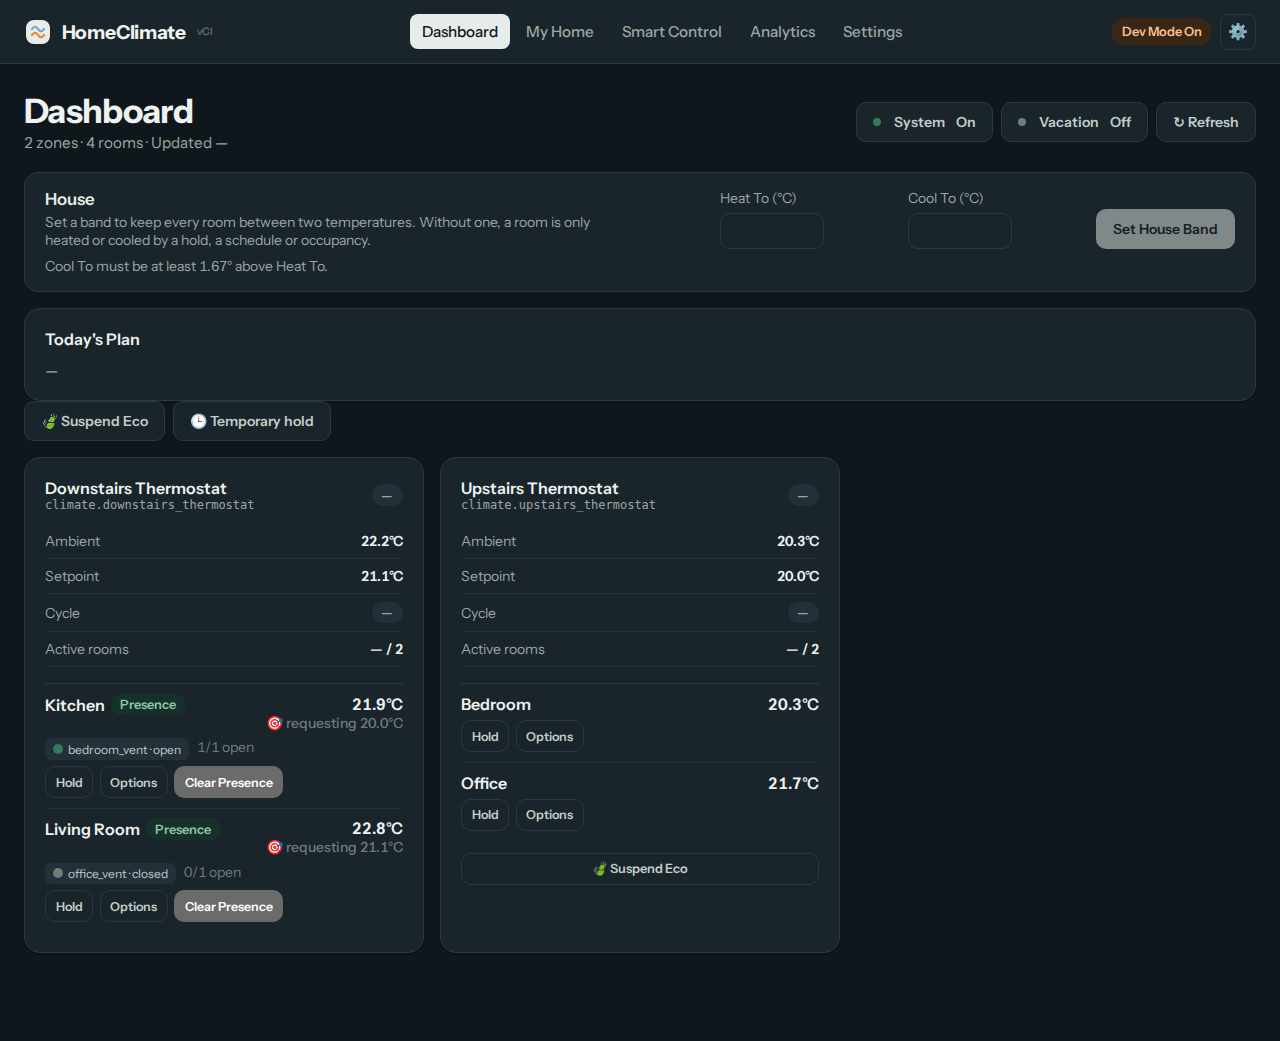 HomeClimate vCI
Dashboard My Home Smart Control Analytics Settings
Dev Mode On
Dashboard
2 zones · 4 rooms · Updated —
System On
Vacation Off
↻ Refresh
House
Set a band to keep every room between two temperatures. Without one, a room is only
heated or cooled by a hold, a schedule or occupancy.
Cool To must be at least 1.67° above Heat To.
Heat To (°C)
Cool To (°C)
Set House Band
Today's Plan
—
Suspend Eco
Temporary hold
Downstairs Thermostat
climate.downstairs_thermostat
—
Ambient 22.2°C
Setpoint 21.1°C
Cycle —
Active rooms — / 2
Kitchen Presence 21.9°C
🎯 requesting 20.0°C
bedroom_vent · open 1/1 open
Hold Options Clear Presence
Living Room Presence 22.8°C
🎯 requesting 21.1°C
office_vent · closed 0/1 open
Hold Options Clear Presence
Upstairs Thermostat
climate.upstairs_thermostat
—
Ambient 20.3°C
Setpoint 20.0°C
Cycle —
Active rooms — / 2
Bedroom 20.3°C
Hold Options
Office 21.7°C
Hold Options
Suspend Eco